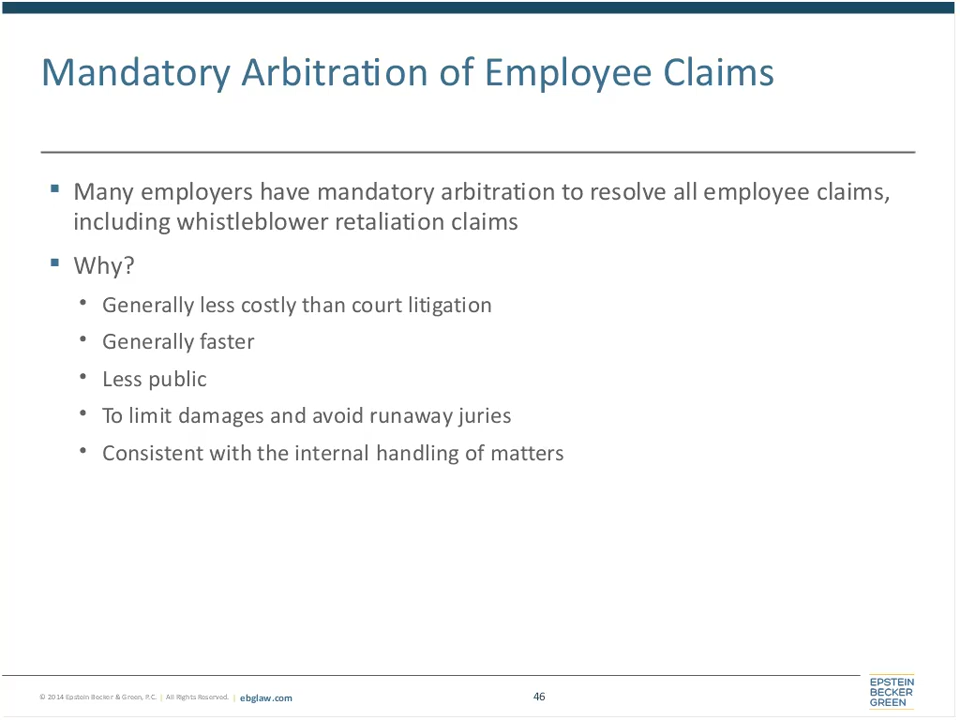 Mandatory Arbitration of Employee Claims
▪ Many employers have mandatory arbitration to resolve all employee claims,
including whistleblower retaliation claims
▪ Why?
• Generally less costly than court litigation
• Generally faster
• Less public
• To limit damages and avoid runaway juries
• Consistent with the internal handling of matters
© 2014 Epstein Becker & Green, P.C. | All Rights Reserved. | ebglaw.com
46
EPSTEIN
BECKER
GREEN